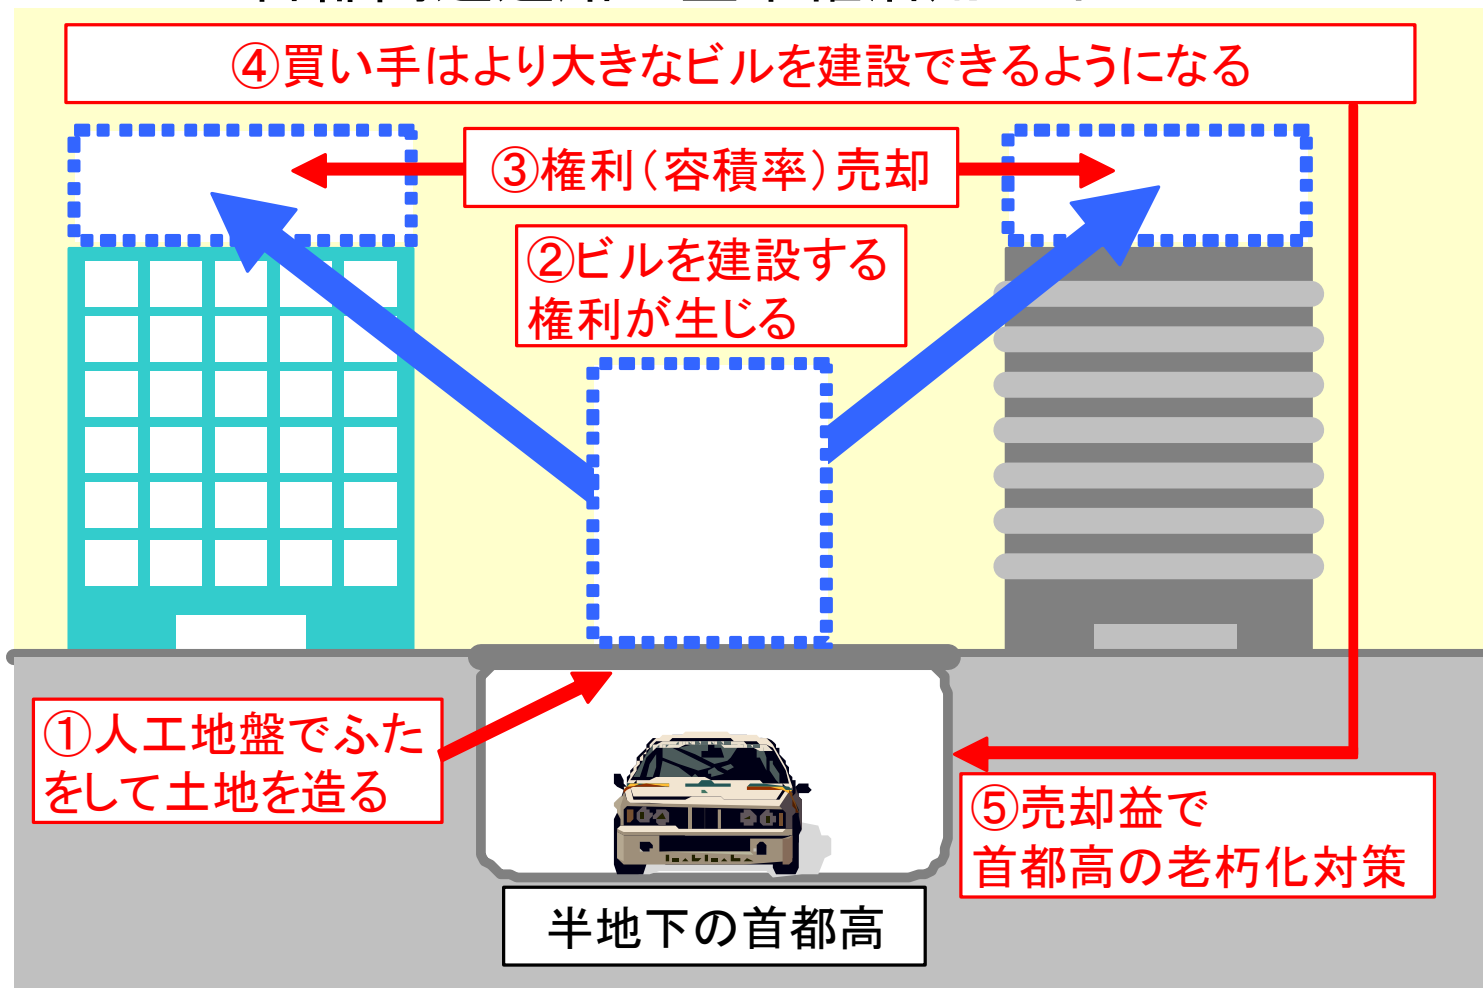 ④買い手はより大きなビルを建設できるようになる
③権利(容積率)売却
②ビルを建設する
権利が生じる
①人工地盤でふた
をして土地を造る
⑤売却益で
首都高の老朽化対策
半地下の首都高